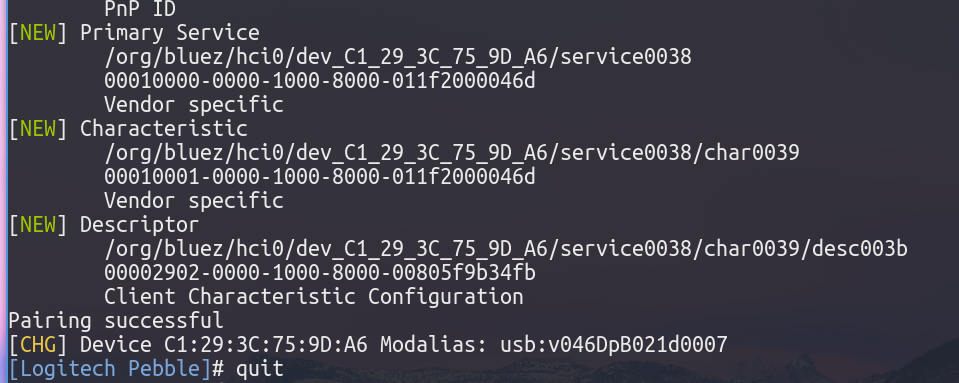 PnP ID
[NEW] Primary Service
/org/bluez/hci0/dev_C1_29_3C_75_9D_A6/service0038
00010000-0000-1000-8000-011f2000046d
Vendor specific
[NEW] Characteristic
/org/bluez/hci0/dev_C1_29_3C_75_9D_A6/service0038/char0039
00010001-0000-1000-8000-011f2000046d
Vendor specific
[NEW] Descriptor
/org/bluez/hci0/dev_C1_29_3C_75_9D_A6/service0038/char0039/desc003b
00002902-0000-1000-8000-00805f9b34fb
Client Characteristic Configuration
Pairing successful
[CHG] Device C1:29:3C:75:9D:A6 Modalias: usb:v046DpB021d0007
[Logitech Pebble]# quit